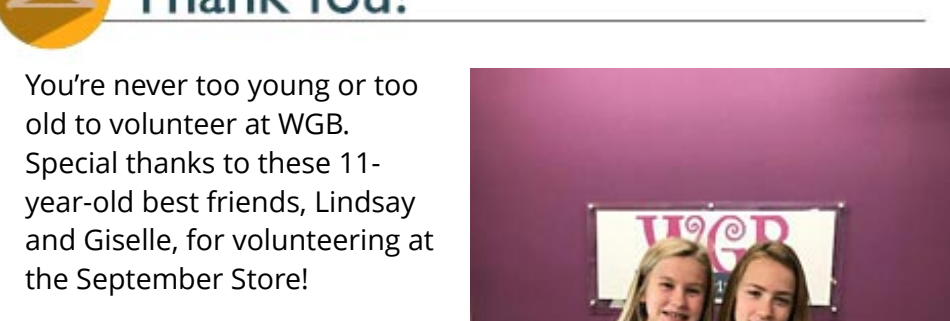 Thank You!
You're never too young or too
old to volunteer at WGB.
Special thanks to these 11-
year-old best friends, Lindsay
and Giselle, for volunteering at
the September Store!
WGB